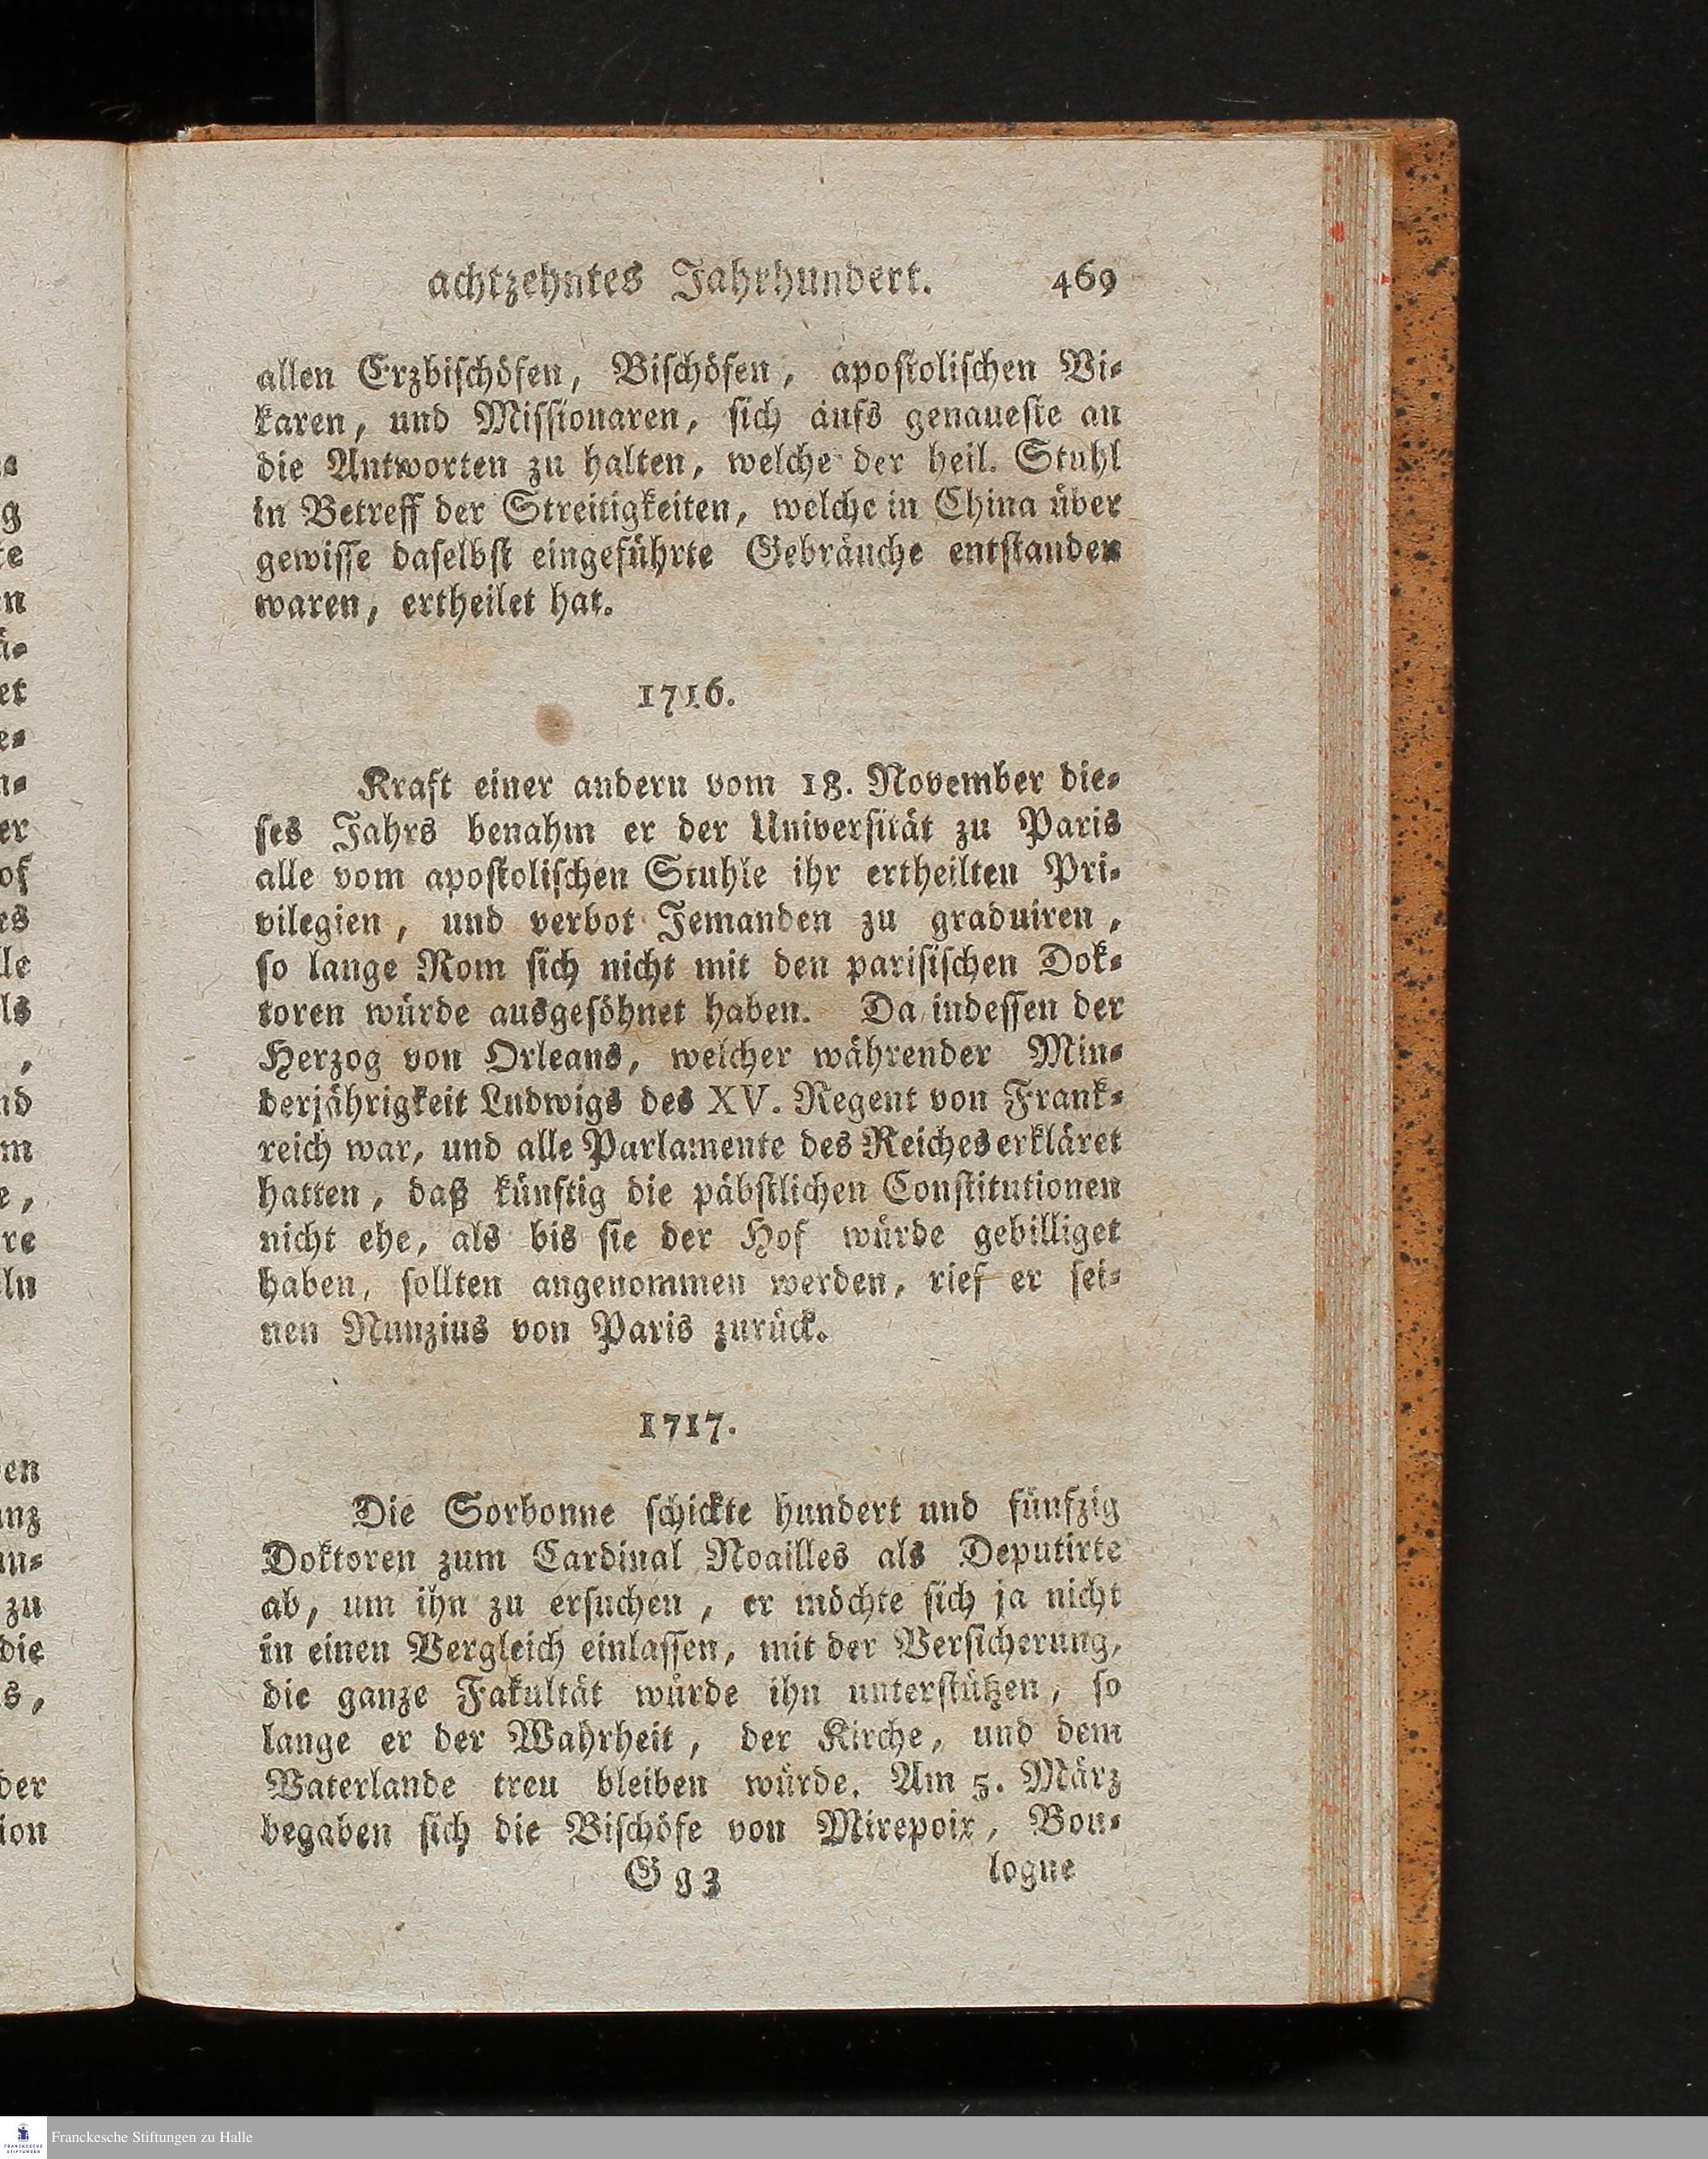 achtzehntes Jahrhundert. 469
allen Erzbischöfen, Bischöfen, apostolischen Vi-
karen, und Missionaren, sich aufs genaueste an
die Antworten zu halten, welche der heil. Stuhl
in Betreff der Streitigkeiten, welche in China über
gewisse daselbst eingeführte Gebräuche entstanden
waren, ertheilet hat.
1716.
Kraft einer andern vom 18. November die-
ses Jahrs benahm er der Universität zu Paris
alle vom apostolischen Stuhle ihr ertheilten Pri-
vilegien, und verbot Jemanden zu graduiren,
so lange Rom sich nicht mit den parisischen Dok-
toren würde ausgesöhnet haben. Da indessen der
Herzog von Orleans, welcher währender Min-
derjährigkeit Ludwigs des XV. Regent von Frank-
reich war, und alle Parlamente des Reiches erkläret
hatten, daß künftig die päbstlichen Constitutionen
nicht ehe, als bis sie der Hof würde gebilliget
haben, sollten angenommen werden, rief er sei-
nen Nunzius von Paris zurück.
1717.
Die Sorbonne schickte hundert und fünfzig
Doktoren zum Cardinal Noailles als Deputirte
ab, um ihn zu ersuchen, er möchte sich ja nicht
in einen Vergleich einlassen, mit der Versicherung,
die ganze Fakultät würde ihn unterstützen, so
lange er der Wahrheit, der Kirche, und dem
Vaterlande treu bleiben würde. Am 5. März
begaben sich die Bischöfe von Mirepoix, Bou-
Gg3 logne
Franckesche Stiftungen zu Halle